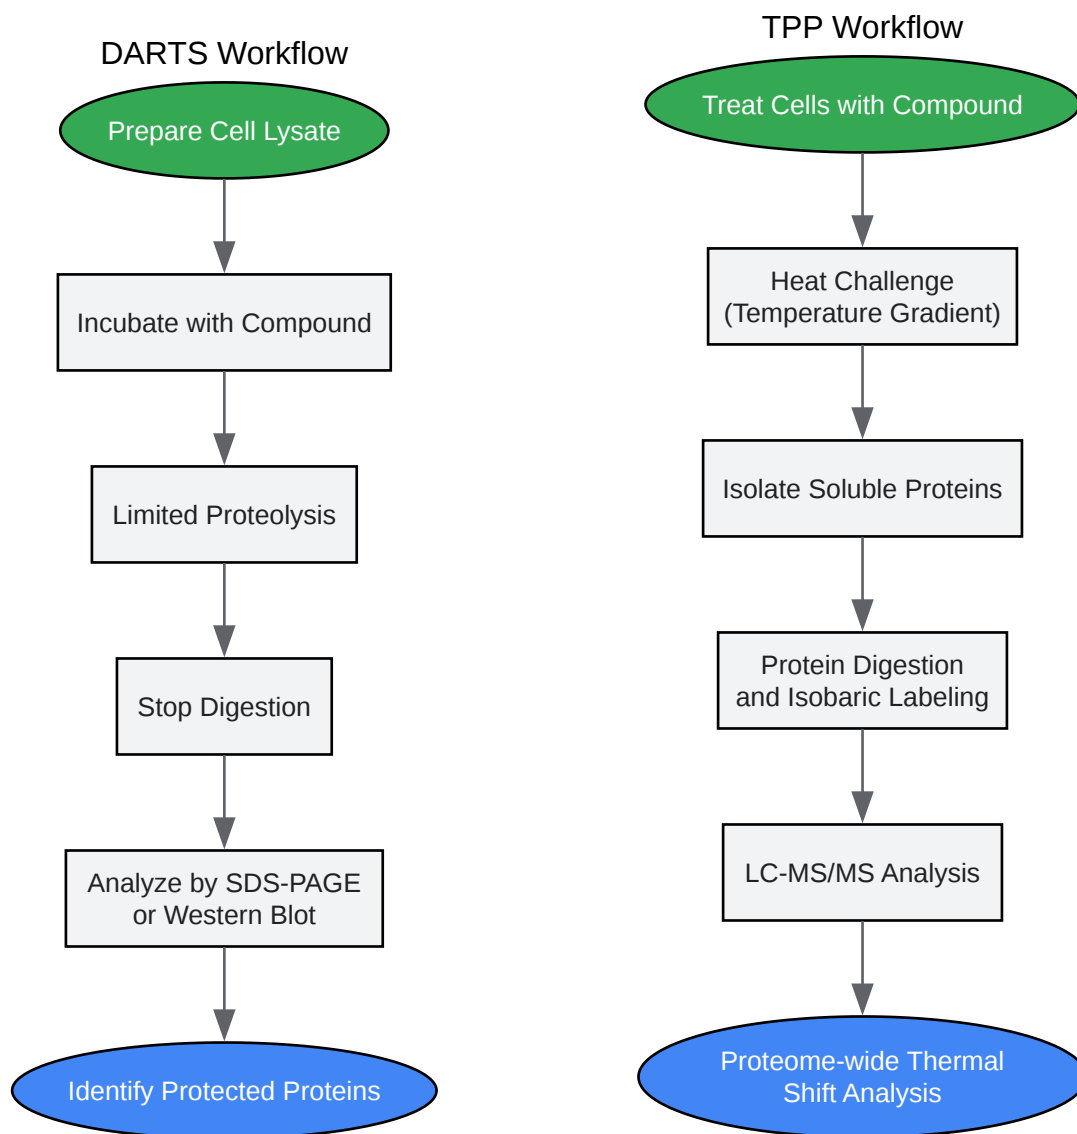 DARTS Workflow
Prepare Cell Lysate
Incubate with Compound
Limited Proteolysis
Stop Digestion
Analyze by SDS-PAGE
or Western Blot
Identify Protected Proteins
TPP Workflow
Treat Cells with Compound
Heat Challenge
(Temperature Gradient)
Isolate Soluble Proteins
Protein Digestion
and Isobaric Labeling
LC-MS/MS Analysis
Proteome-wide Thermal
Shift Analysis